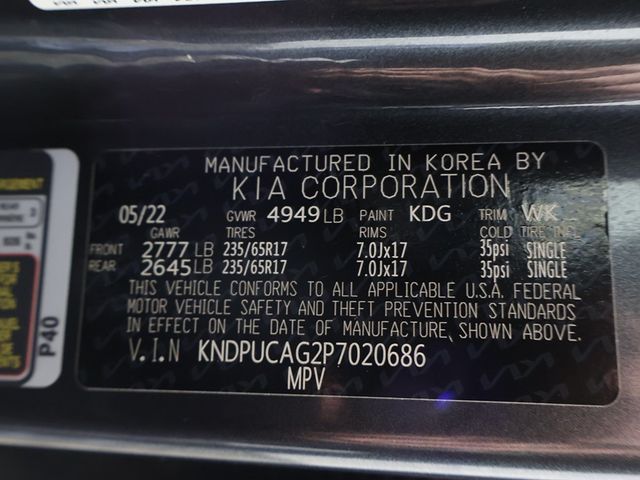 MANUFACTURED IN KOREA BY
KIA CORPORATION
05/22 GVWR 4949 LB PAINT KDG TRIM WK
GAWR TIRES RIMS COLD TIRE INFL
FRONT 2777 LB 235/65R17 7.0Jx17 35psi SINGLE
REAR 2645 LB 235/65R17 7.0Jx17 35psi SINGLE
THIS VEHICLE CONFORMS TO ALL APPLICABLE U.S.A. FEDERAL
MOTOR VEHICLE SAFETY AND THEFT PREVENTION STANDARDS
IN EFFECT ON THE DATE OF MANUFACTURE, SHOWN ABOVE.
V.I.N KNDPUCAG2P7020686
MPV
P40